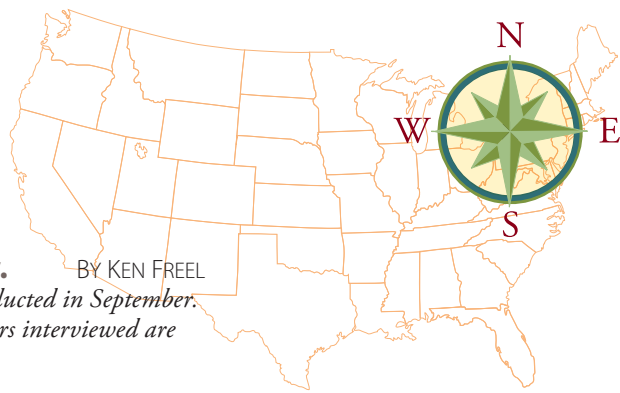 N
W E
S
BY KEN FREEL
ducted in September.
rs interviewed are